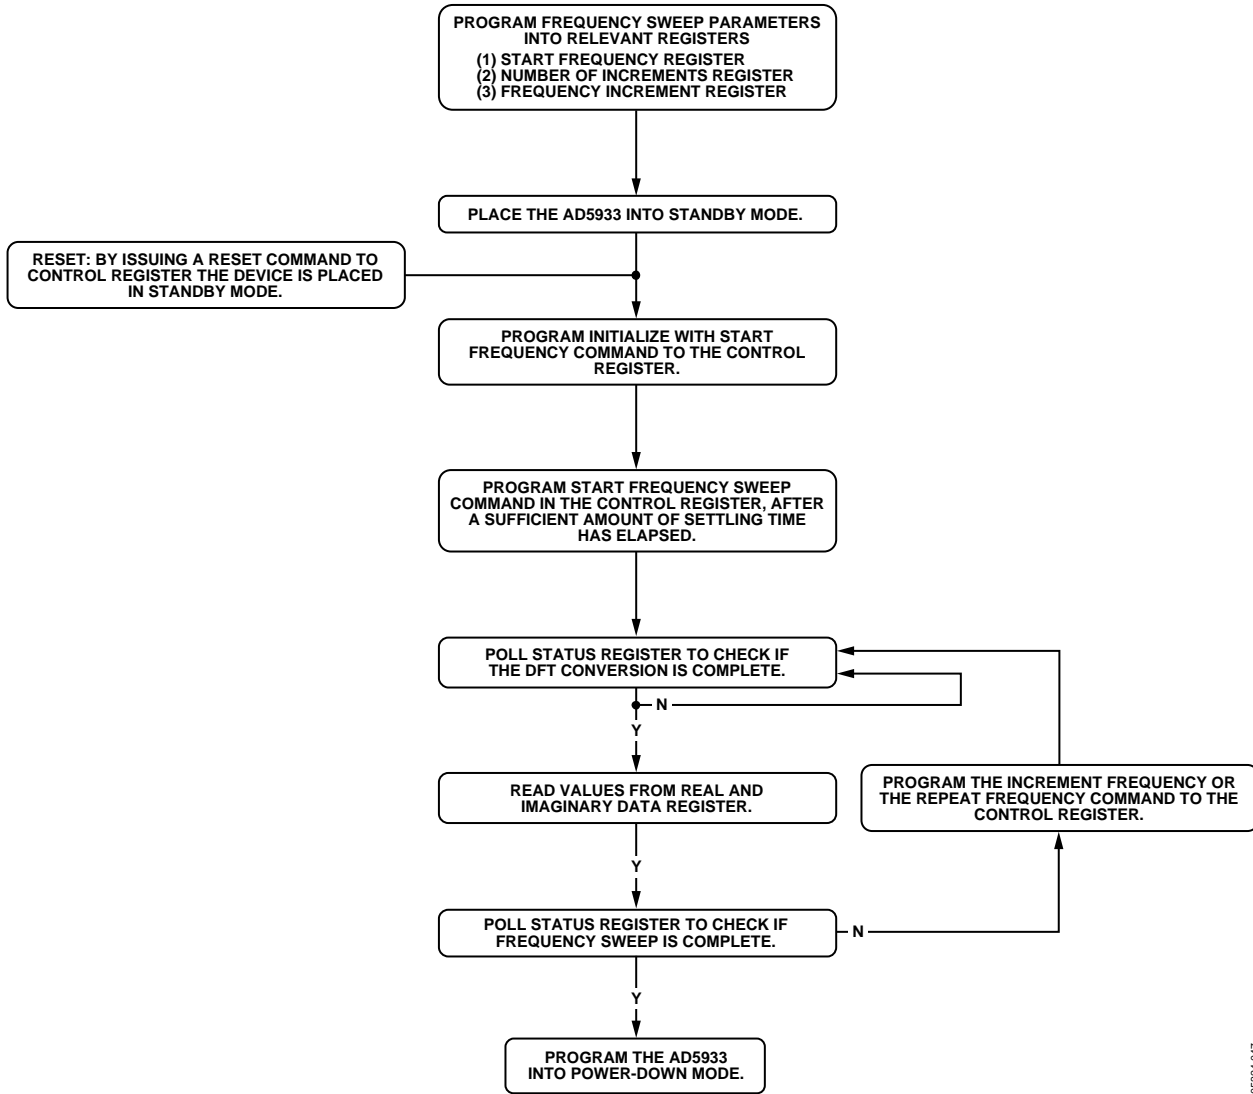 PROGRAM FREQUENCY SWEEP PARAMETERS
INTO RELEVANT REGISTERS
(1) START FREQUENCY REGISTER
(2) NUMBER OF INCREMENTS REGISTER
(3) FREQUENCY INCREMENT REGISTER
PLACE THE AD5933 INTO STANDBY MODE.
RESET: BY ISSUING A RESET COMMAND TO
CONTROL REGISTER THE DEVICE IS PLACED
IN STANDBY MODE.
PROGRAM INITIALIZE WITH START
FREQUENCY COMMAND TO THE CONTROL
REGISTER.
PROGRAM START FREQUENCY SWEEP
COMMAND IN THE CONTROL REGISTER, AFTER
A SUFFICIENT AMOUNT OF SETTLING TIME
HAS ELAPSED.
POLL STATUS REGISTER TO CHECK IF
THE DFT CONVERSION IS COMPLETE.
N
Y
READ VALUES FROM REAL AND
IMAGINARY DATA REGISTER.
PROGRAM THE INCREMENT FREQUENCY OR
THE REPEAT FREQUENCY COMMAND TO THE
CONTROL REGISTER.
Y
POLL STATUS REGISTER TO CHECK IF
FREQUENCY SWEEP IS COMPLETE.
N
Y
PROGRAM THE AD5933
INTO POWER-DOWN MODE.